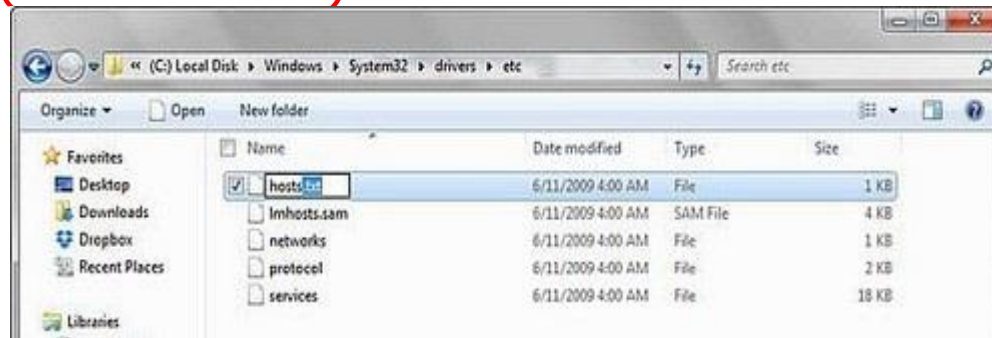 « (C:) Local Disk ▸ Windows ▸ System32 ▸ drivers ▸ etc
Search etc
Organize ▾ Open New folder
Name Date modified Type Size
Favorites
Desktop
Downloads
Dropbox
Recent Places
Libraries
hosts.txt 6/11/2009 4:00 AM File 1 KB
lmhosts.sam 6/11/2009 4:00 AM SAM File 4 KB
networks 6/11/2009 4:00 AM File 1 KB
protocol 6/11/2009 4:00 AM File 2 KB
services 6/11/2009 4:00 AM File 18 KB